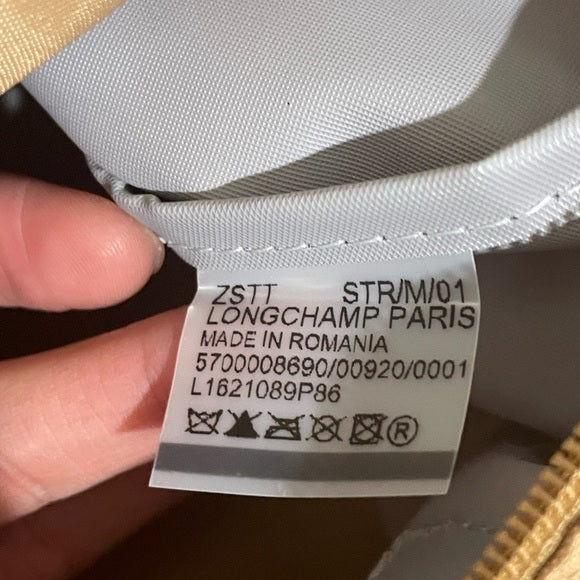 ZSTT STR/M/01
LONGCHAMP PARIS
MADE IN ROMANIA
5700008690/00920/0001
L1621089P86
®